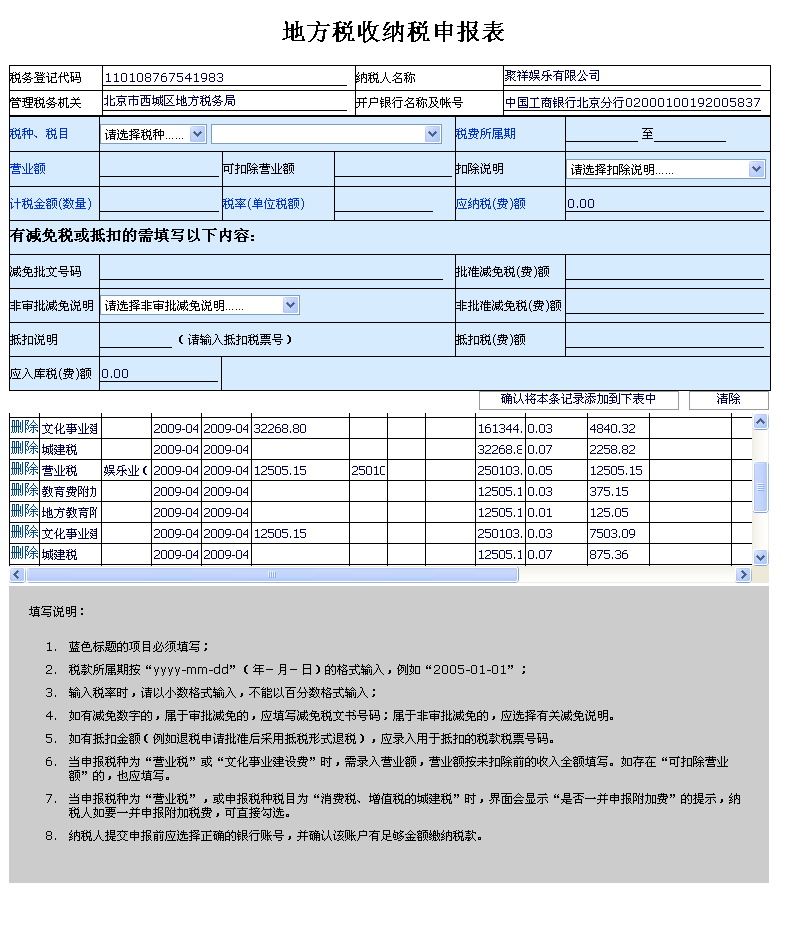 地方税收纳税申报表
税务登记代码 110108767541983 纳税人名称 聚祥娱乐有限公司
管理税务机关 北京市西城区地方税务局 开户银行名称及帐号 中国工商银行北京分行02000100192005837
税种、税目 请选择税种...... 税费所属期 至
营业额 可扣除营业额 扣除说明 请选择扣除说明......
计税金额(数量) 税率(单位税额) 应纳税(费)额 0.00
有减免税或抵扣的需填写以下内容:
减免批文号码 批准减免税(费)额
非审批减免说明 请选择非审批减免说明...... 非批准减免税(费)额
抵扣说明 (请输入抵扣税票号) 抵扣税(费)额
应入库税(费)额 0.00
确认将本条记录添加到下表中 清除
删除 文化事业建 2009-04 2009-04 32268.80 161344. 0.03 4840.32
删除 城建税 2009-04 2009-04 32268.8 0.07 2258.82
删除 营业税 娱乐业( 2009-04 2009-04 12505.15 25010 250103. 0.05 12505.15
删除 教育费附加 2009-04 2009-04 12505.1 0.03 375.15
删除 地方教育附 2009-04 2009-04 12505.1 0.01 125.05
删除 文化事业建 2009-04 2009-04 12505.15 250103. 0.03 7503.09
删除 城建税 2009-04 2009-04 12505.1 0.07 875.36
填写说明:
1. 蓝色标题的项目必须填写;
2. 税款所属期按“yyyy-mm-dd”(年-月-日)的格式输入,例如“2005-01-01”;
3. 输入税率时,请以小数格式输入,不能以百分数格式输入;
4. 如有减免数字的,属于审批减免的,应填写减免税文书号码;属于非审批减免的,应选择有关减免说明。
5. 如有抵扣金额(例如退税申请批准后采用抵税形式退税),应录入用于抵扣的税款税票号码。
6. 当申报税种为“营业税”或“文化事业建设费”时,需录入营业额,营业额按未扣除前的收入全额填写。如存在“可扣除营业
额”的,也应填写。
7. 当申报税种为“营业税”,或申报税种税目为“消费税、增值税的城建税”时,界面会显示“是否一并申报附加费”的提示,纳
税人如要一并申报附加税费,可直接勾选。
8. 纳税人提交申报前应选择正确的银行账号,并确认该账户有足够金额缴纳税款。